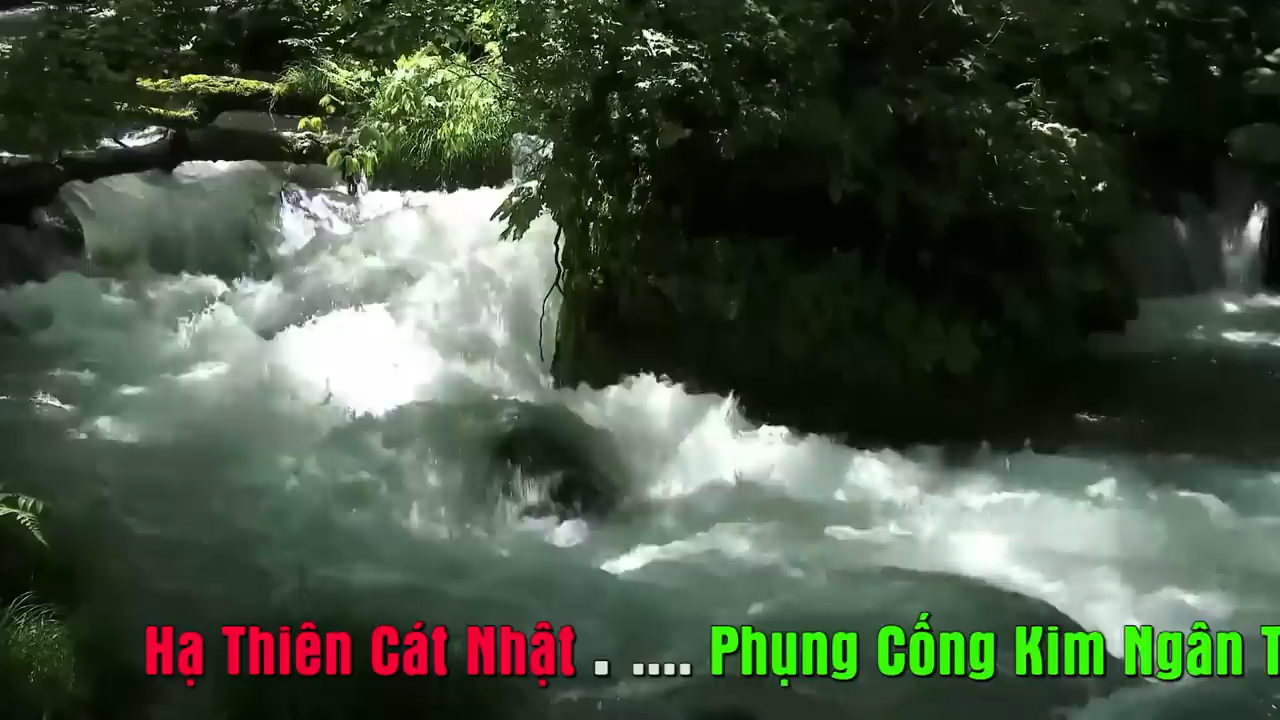 Hạ Thiên Cát Nhật . .... Phụng Cống Kim Ngân